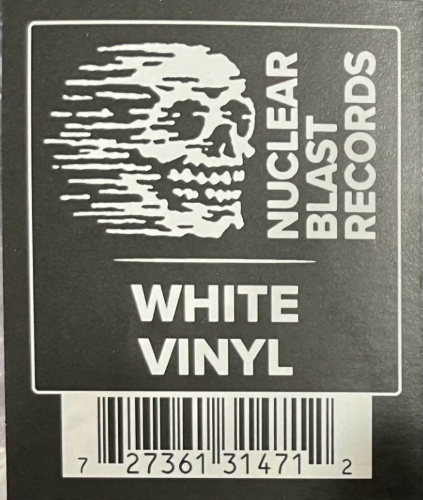 NUCLEAR
BLAST
RECORDS
WHITE
VINYL
7 27361 31471 2